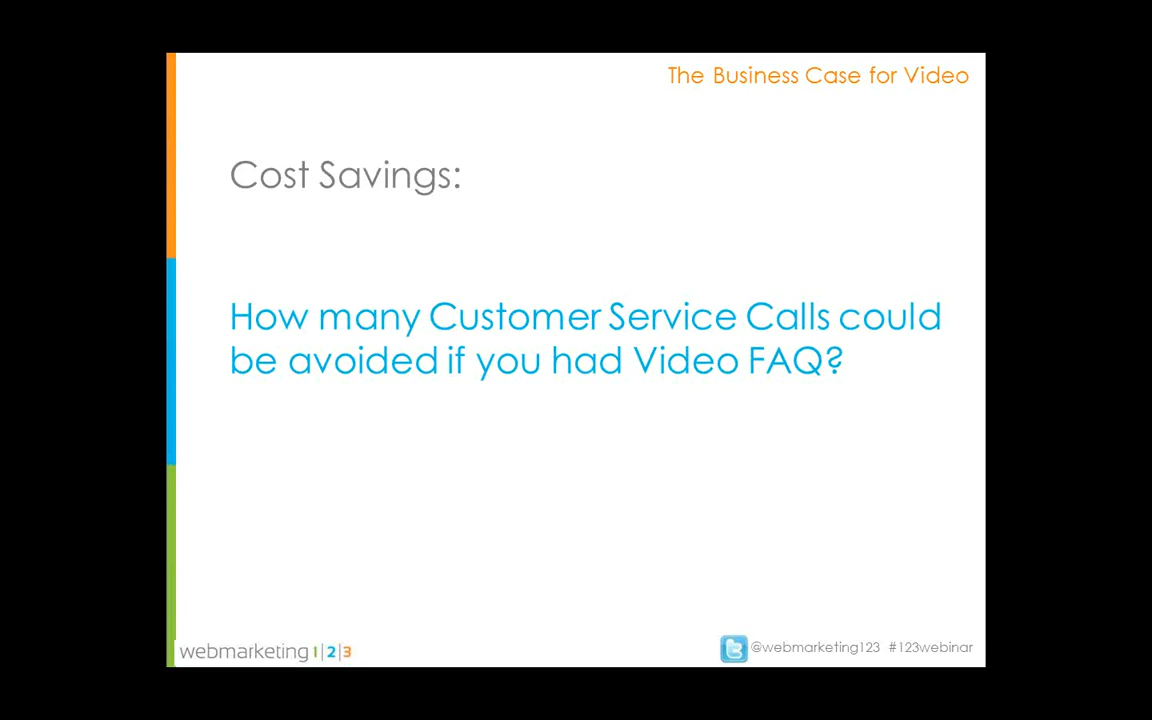 The Business Case for Video
Cost Savings:
How many Customer Service Calls could
be avoided if you had Video FAQ?
webmarketing 1|2|3
@webmarketing123 #123webinar